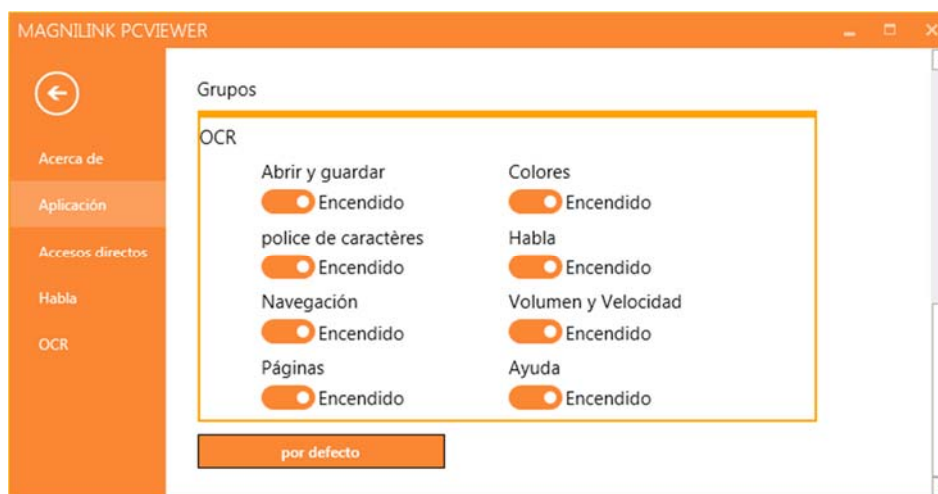 MAGNILINK PCVIEWER
Acerca de
Aplicación
Accesos directos
Habla
OCR
Grupos
OCR
Abrir y guardar
Encendido
Colores
Encendido
police de caractères
Encendido
Habla
Encendido
Navegación
Encendido
Volumen y Velocidad
Encendido
Páginas
Encendido
Ayuda
Encendido
por defecto